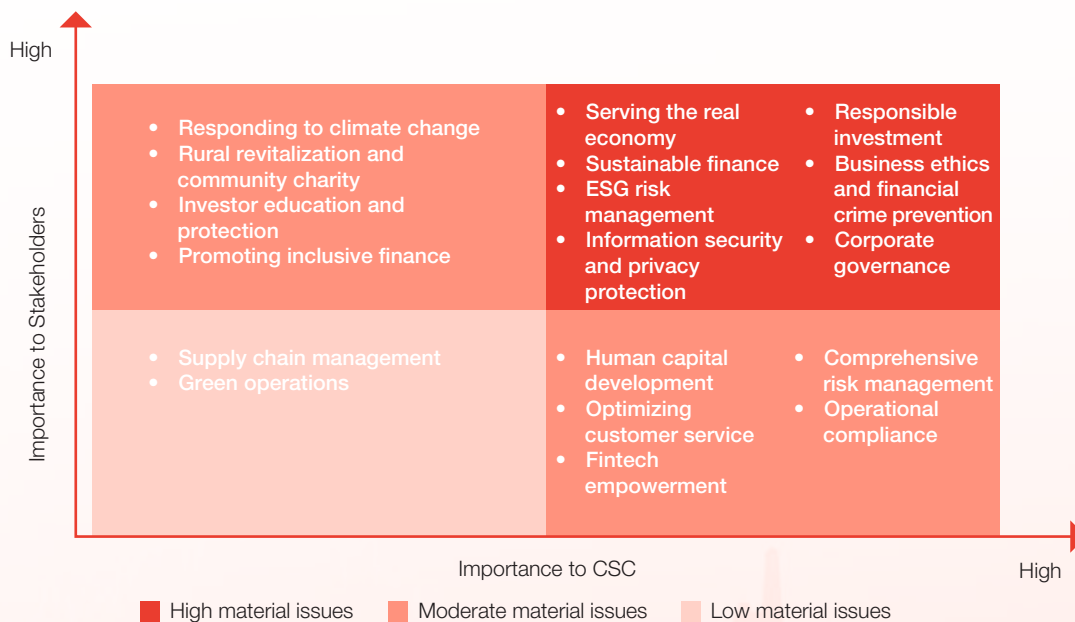 High
Importance to Stakeholders
• Responding to climate change
• Rural revitalization and
community charity
• Investor education and
protection
• Promoting inclusive finance
• Serving the real
economy
• Sustainable finance
• ESG risk
management
• Information security
and privacy
protection
• Responsible
investment
• Business ethics
and financial
crime prevention
• Corporate
governance
• Supply chain management
• Green operations
• Human capital
development
• Optimizing
customer service
• Fintech
empowerment
• Comprehensive
risk management
• Operational
compliance
Importance to CSC
High
High material issues
Moderate material issues
Low material issues